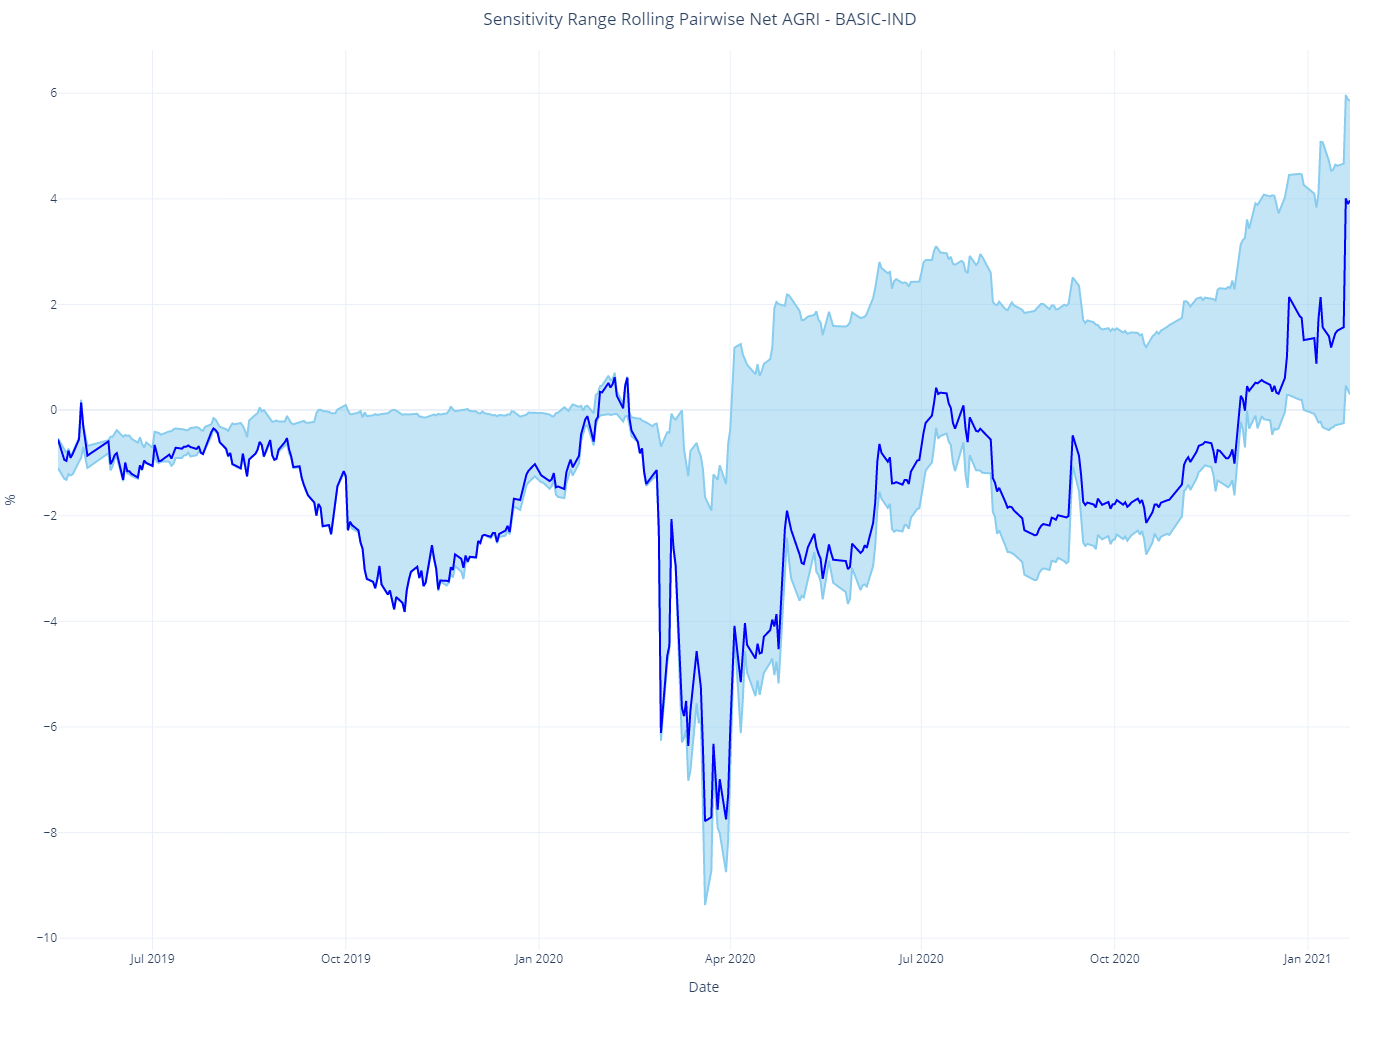 Sensitivity Range Rolling Pairwise Net AGRI - BASIC-IND
6
4
2
0
−2
−4
−6
−8
−10
%
Jul 2019
Oct 2019
Jan 2020
Apr 2020
Jul 2020
Oct 2020
Jan 2021
Date